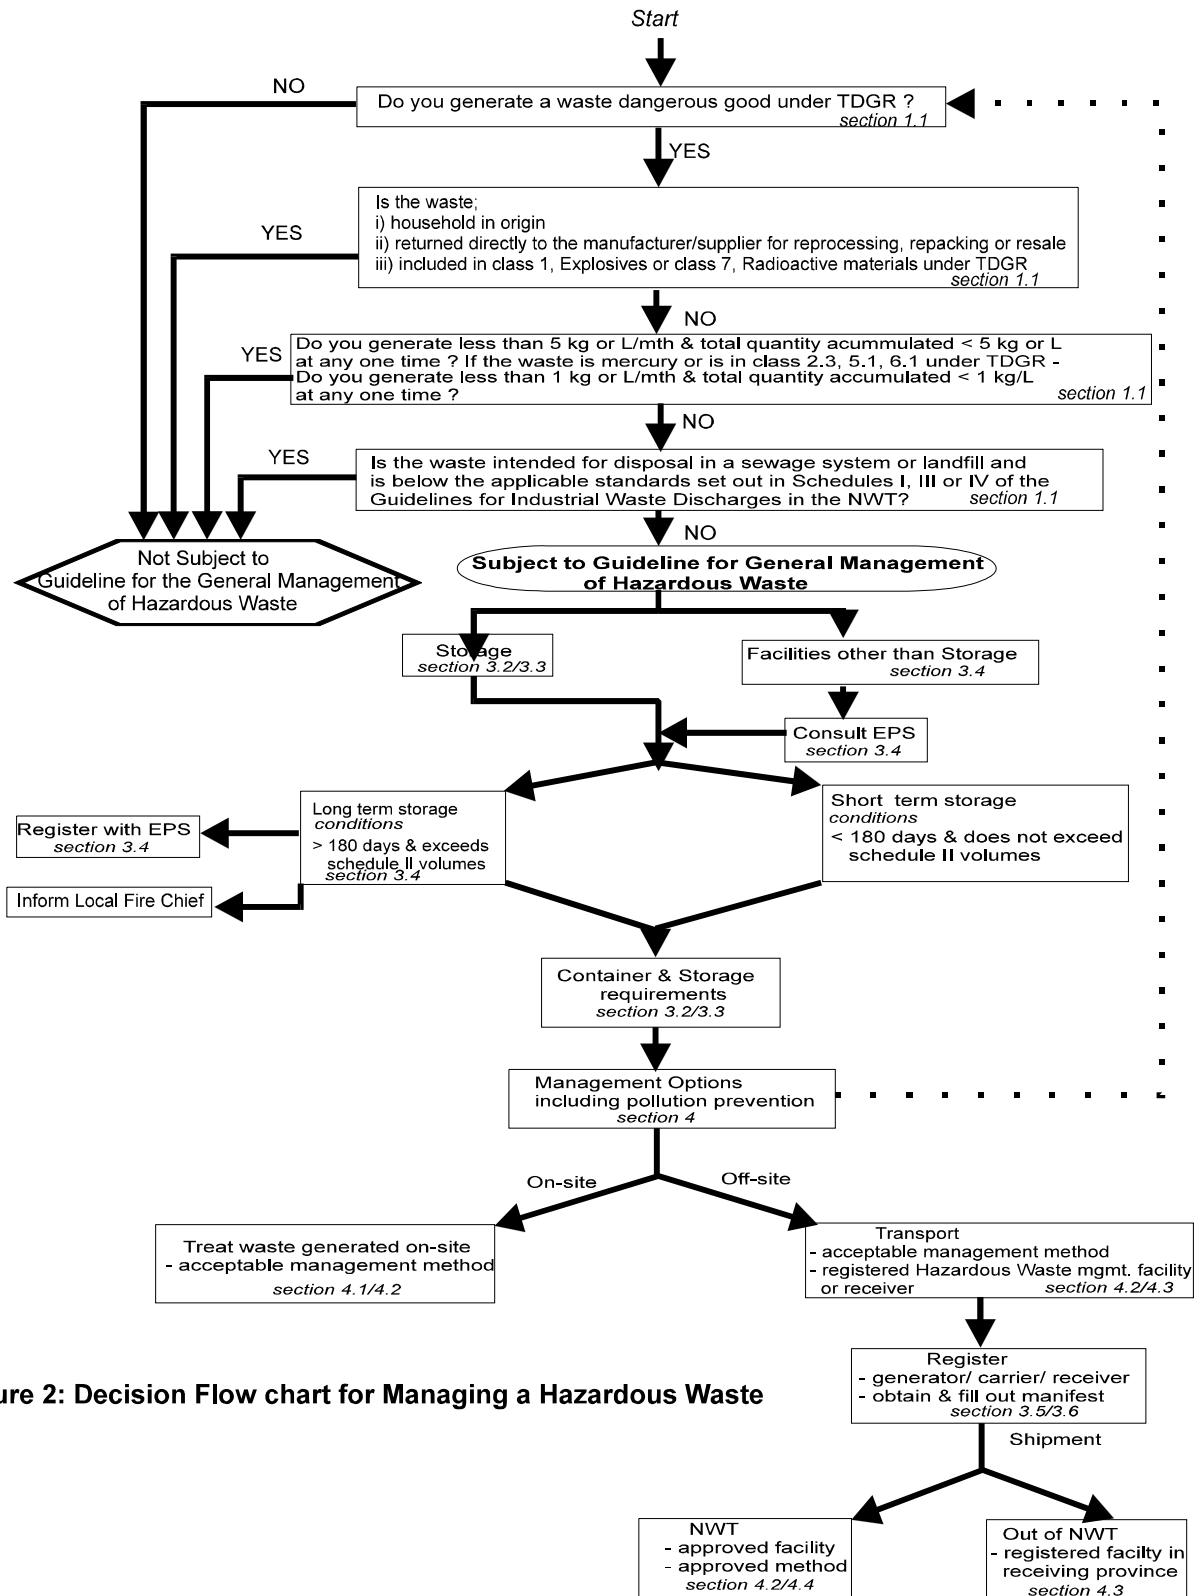 Start
NO
Do you generate a waste dangerous good under TDGR ?
section 1.1
YES
Is the waste;
i) household in origin
ii) returned directly to the manufacturer/supplier for reprocessing, repacking or resale
iii) included in class 1, Explosives or class 7, Radioactive materials under TDGR
section 1.1
YES
NO
Do you generate less than 5 kg or L/mth & total quantity acummulated < 5 kg or L
at any one time ? If the waste is mercury or is in class 2.3, 5.1, 6.1 under TDGR -
Do you generate less than 1 kg or L/mth & total quantity accumulated < 1 kg/L
at any one time ?
section 1.1
YES
NO
YES
Is the waste intended for disposal in a sewage system or landfill and
is below the applicable standards set out in Schedules I, III or IV of the
Guidelines for Industrial Waste Discharges in the NWT?
section 1.1
NO
Not Subject to
Guideline for the General Management
of Hazardous Waste
Subject to Guideline for General Management
of Hazardous Waste
Storage
section 3.2/3.3
Facilities other than Storage
section 3.4
Consult EPS
section 3.4
Long term storage
conditions
> 180 days & exceeds
schedule II volumes
section 3.4
Short term storage
conditions
< 180 days & does not exceed
schedule II volumes
Register with EPS
section 3.4
Inform Local Fire Chief
Container & Storage
requirements
section 3.2/3.3
Management Options
including pollution prevention
section 4
On-site
Off-site
Treat waste generated on-site
- acceptable management method
section 4.1/4.2
Transport
- acceptable management method
- registered Hazardous Waste mgmt. facility
or receiver
section 4.2/4.3
Register
- generator/ carrier/ receiver
- obtain & fill out manifest
section 3.5/3.6
ure 2: Decision Flow chart for Managing a Hazardous Waste
Shipment
NWT
- approved facility
- approved method
section 4.2/4.4
Out of NWT
- registered facilty in
receiving province
section 4.3